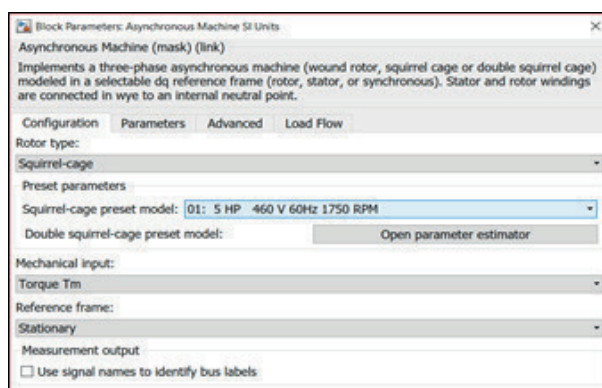 Block Parameters: Asynchronous Machine SI Units
Asynchronous Machine (mask) (link)
Implements a three-phase asynchronous machine (wound rotor, squirrel cage or double squirrel cage)
modeled in a selectable dq reference frame (rotor, stator, or synchronous). Stator and rotor windings
are connected in wye to an internal neutral point.
Configuration Parameters Advanced Load Flow
Rotor type:
Squirrel-cage
Preset parameters
Squirrel-cage preset model: 01: 5 HP 460 V 60Hz 1750 RPM
Double squirrel-cage preset model: Open parameter estimator
Mechanical input:
Torque Tm
Reference frame:
Stationary
Measurement output
Use signal names to identify bus labels